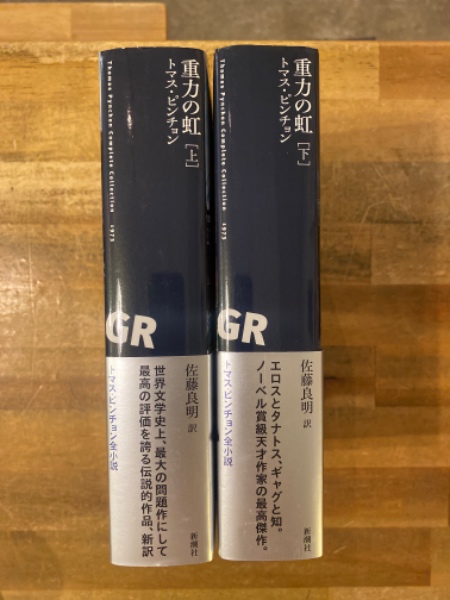 重力の虹[上]
トマス・ピンチョン
Thomas Pynchon Complete Collection 1973
GR
佐藤良明 訳
世界文学史上、最大の問題作にして
最高の評価を誇る伝説的作品、新訳
トマス・ピンチョン全小説
新潮社
重力の虹[下]
トマス・ピンチョン
Thomas Pynchon Complete Collection 1973
GR
佐藤良明 訳
エロスとタナトス、ギャグと知。
ノーベル賞級天才作家の最高傑作。
トマス・ピンチョン全小説
新潮社